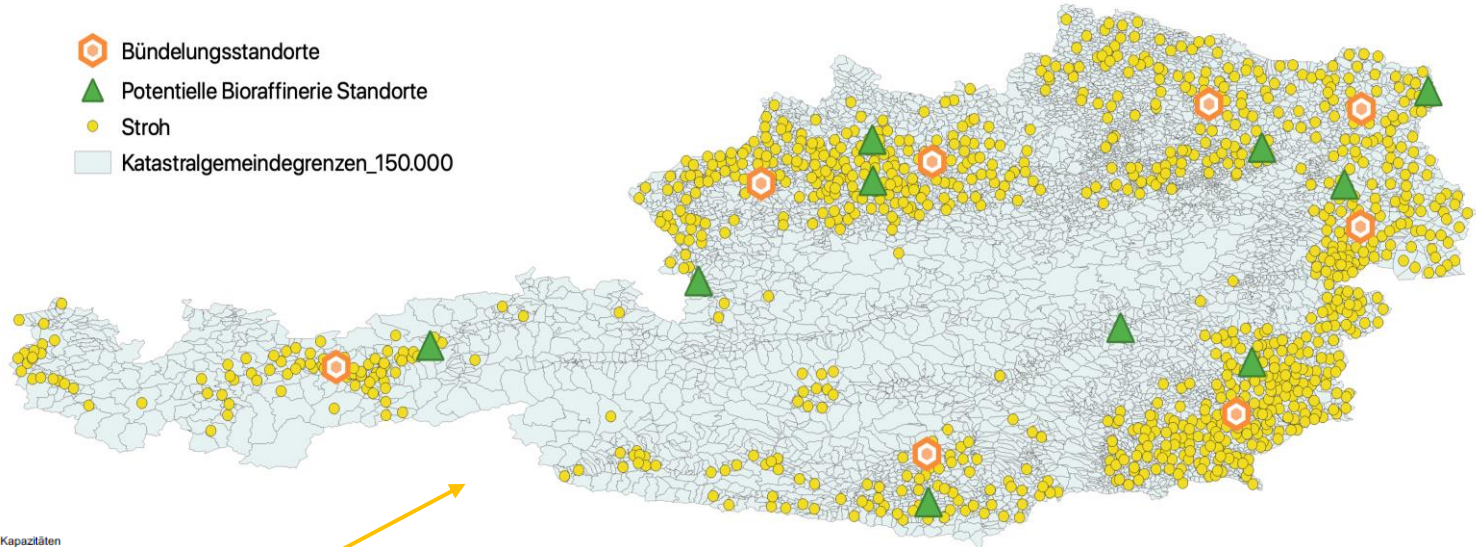 Bündelungsstandorte
Potentielle Bioraffinerie Standorte
Stroh
Katastralgemeindegrenzen_150.000
Kapazitäten